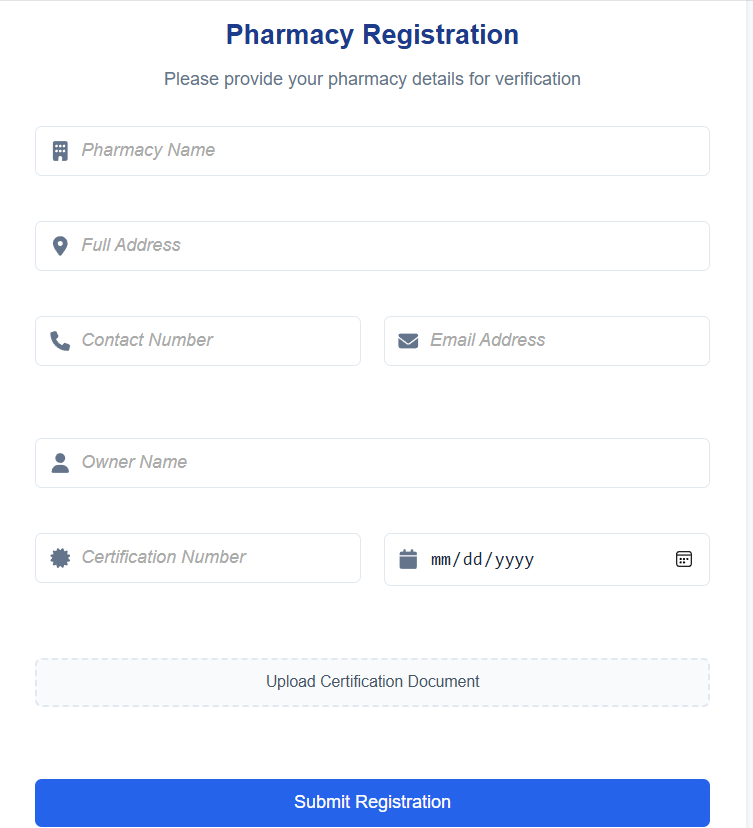 Pharmacy Registration
Please provide your pharmacy details for verification
Pharmacy Name
Full Address
Contact Number
Email Address
Owner Name
Certification Number
mm/dd/yyyy
Upload Certification Document
Submit Registration